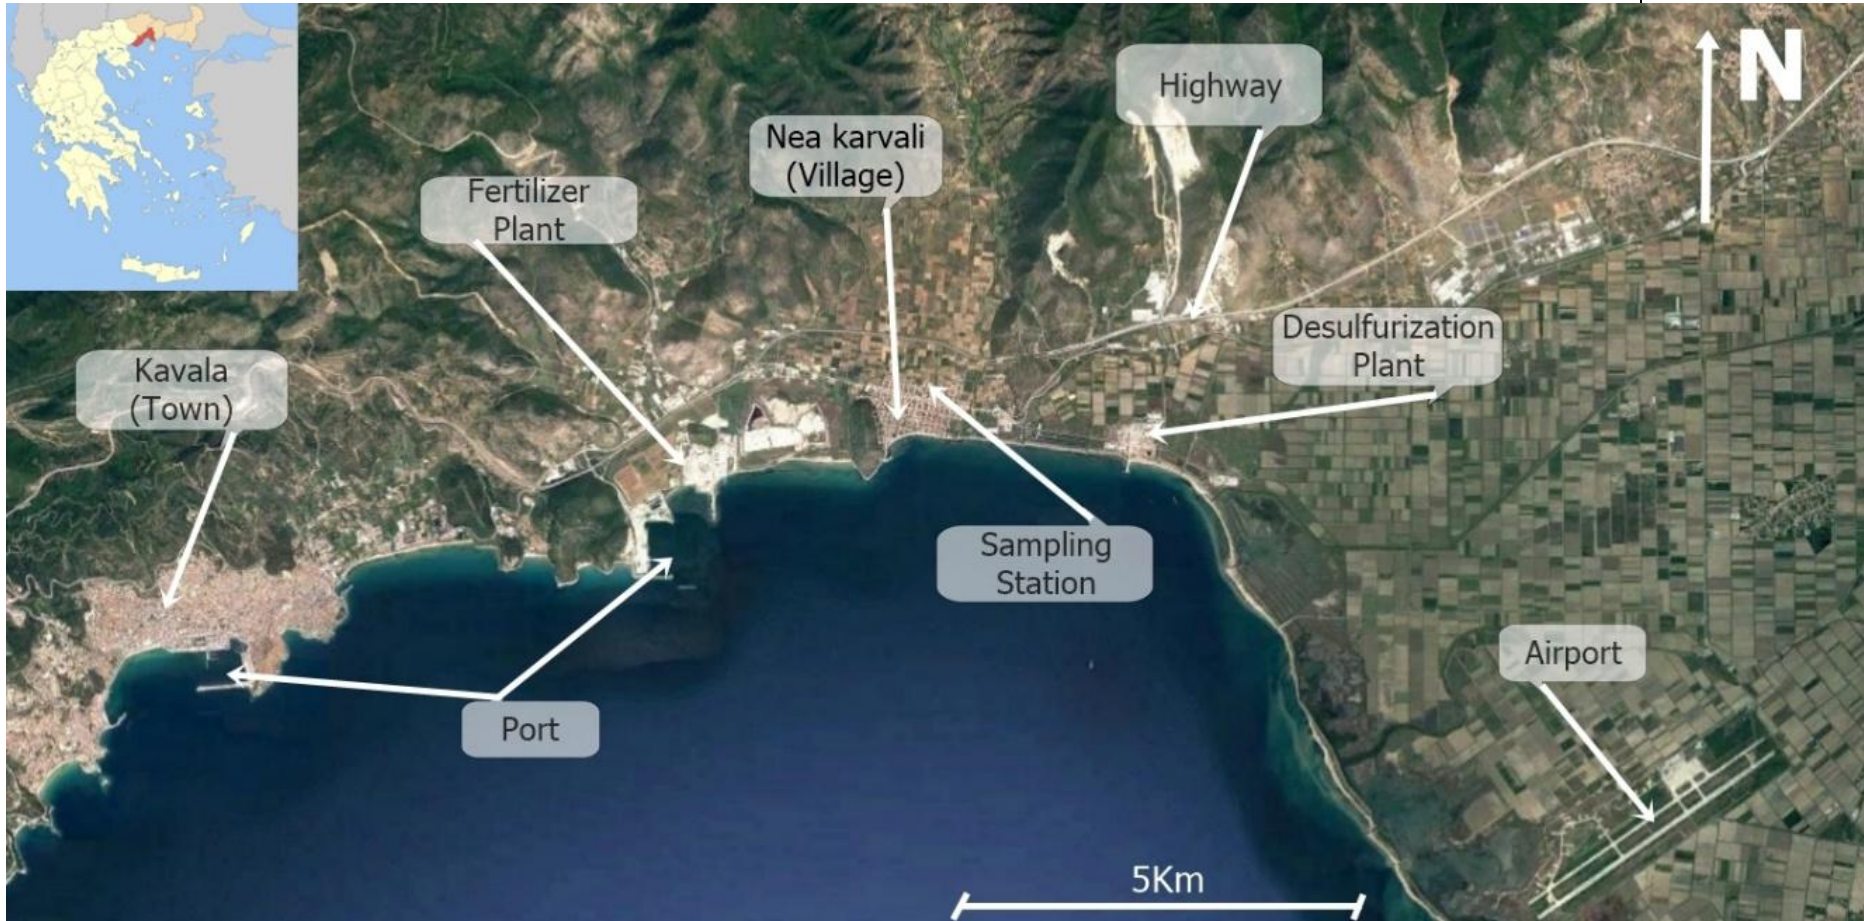 N
Highway
Nea karvali
(Village)
Fertilizer
Plant
Desulfurization
Plant
Kavala
(Town)
Sampling
Station
Airport
Port
5Km